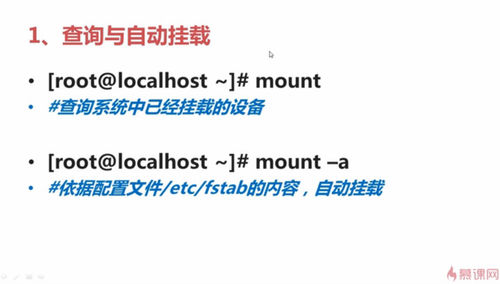 1、查询与自动挂载
• [root@localhost ~]# mount
• #查询系统中已经挂载的设备
• [root@localhost ~]# mount –a
• #依据配置文件/etc/fstab的内容，自动挂载
慕课网